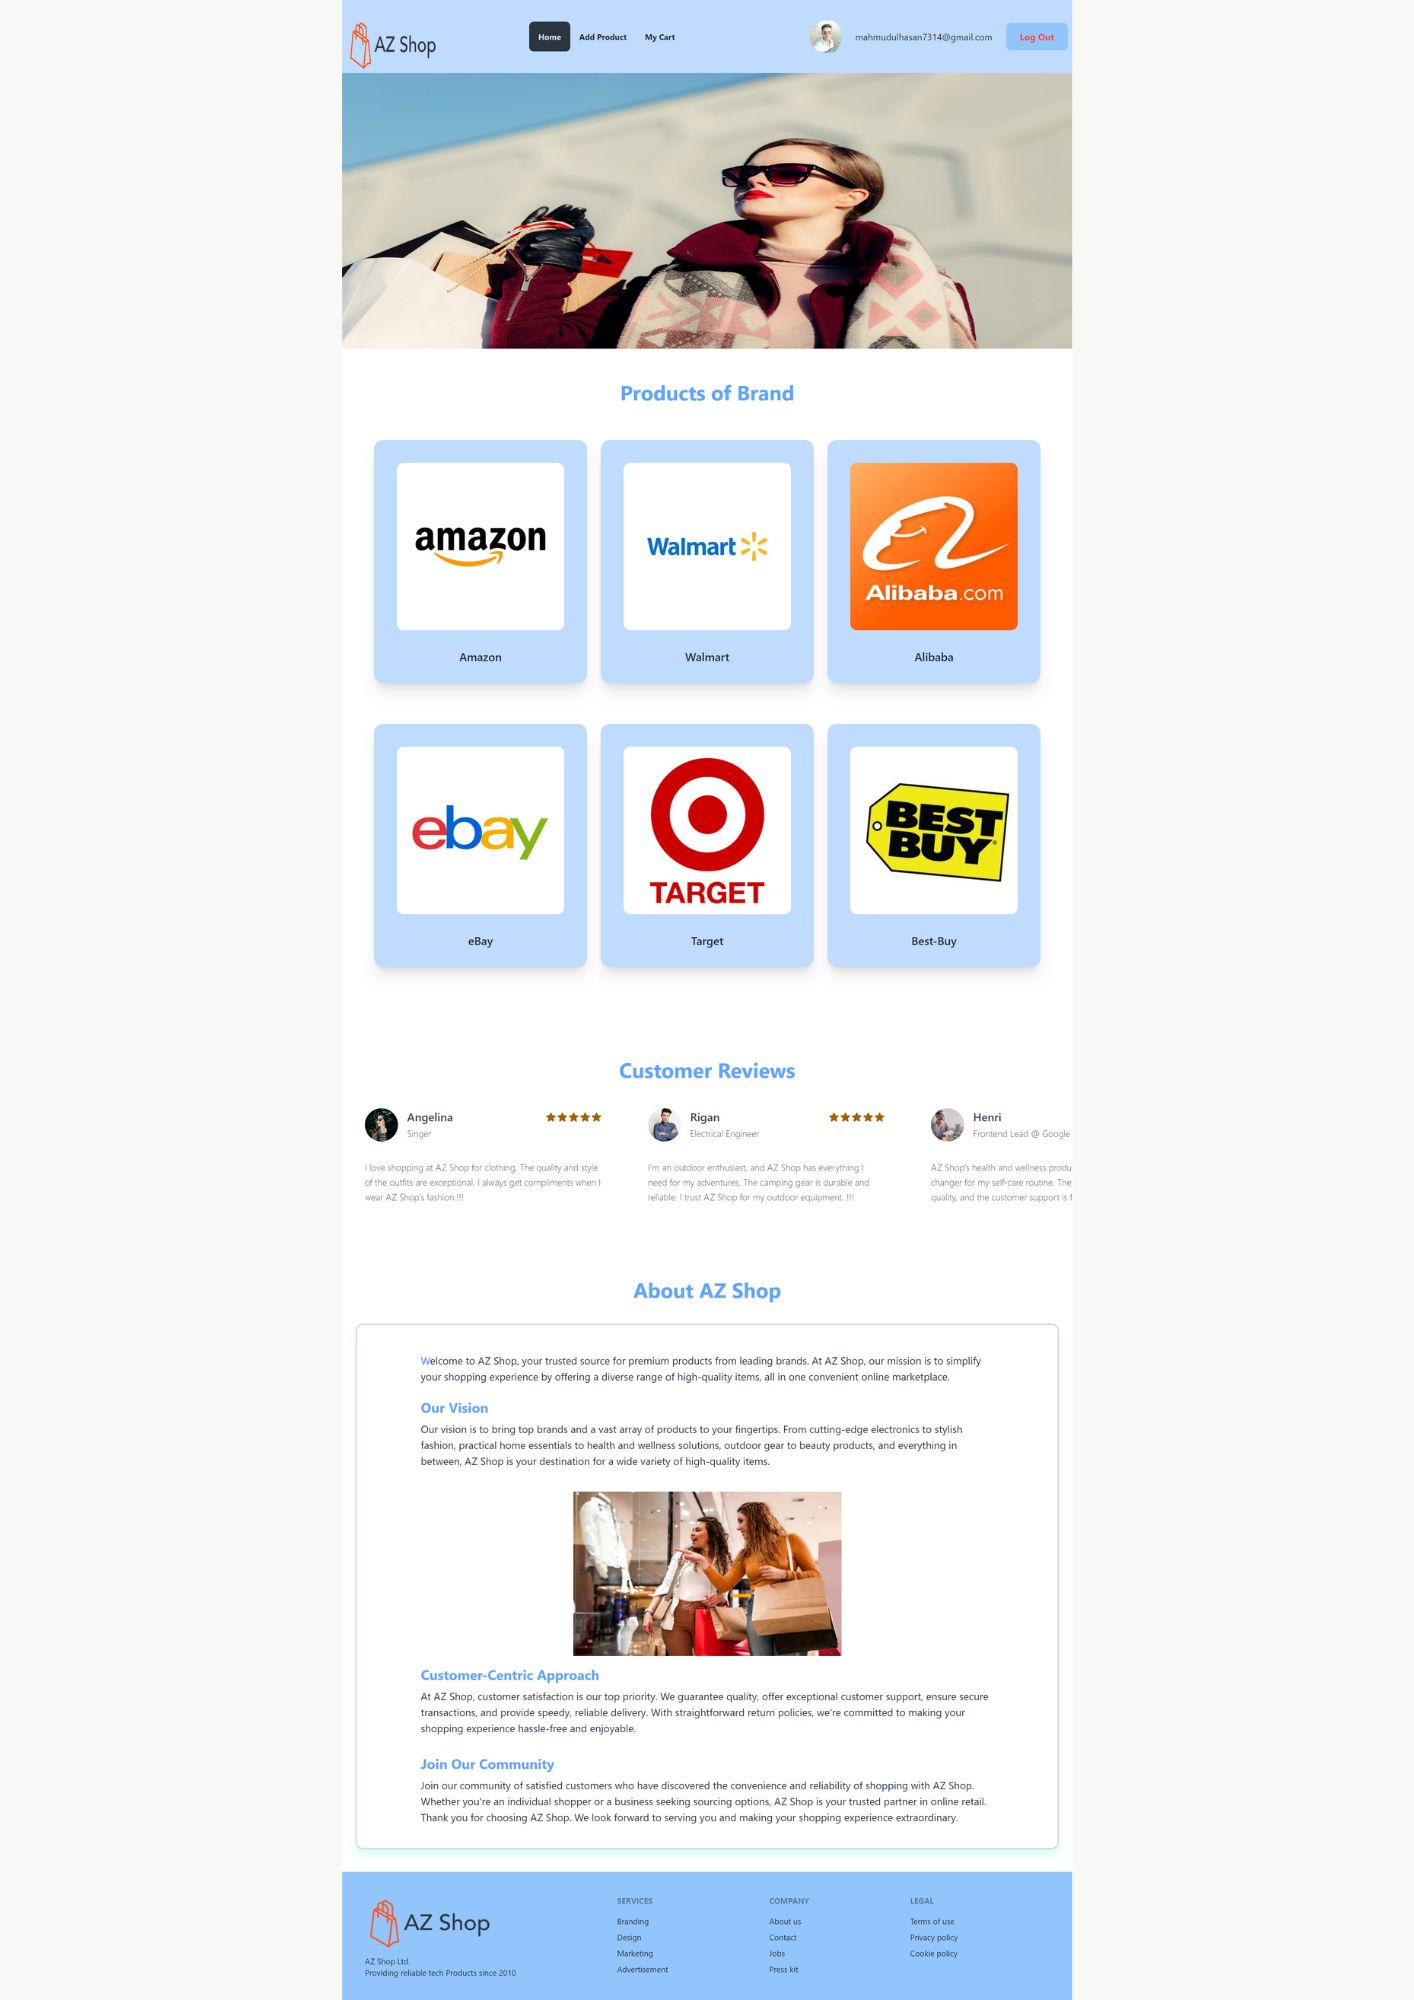 AZ Shop
Home
Add Product
My Cart
mahmudulhasan7314@gmail.com
Log Out
Products of Brand
amazon
Walmart
Alibaba.com
Amazon
Walmart
Alibaba
ebay
TARGET
BEST
BUY
eBay
Target
Best-Buy
Customer Reviews
Angelina
Singer
I love shopping at AZ Shop for clothing. The quality and style
of the outfits are exceptional. I always get compliments when I
wear AZ Shop's fashion.!!!
Rigan
Electrical Engineer
I'm an outdoor enthusiast, and AZ Shop has everything I
need for my adventures. The camping gear is durable and
reliable. I trust AZ Shop for my outdoor equipment. !!!
Henri
Frontend Lead @ Google
AZ Shop's health and wellness produ
changer for my self-care routine. The
quality, and the customer support is f
About AZ Shop
Welcome to AZ Shop, your trusted source for premium products from leading brands. At AZ Shop, our mission is to simplify
your shopping experience by offering a diverse range of high-quality items, all in one convenient online marketplace.
Our Vision
Our vision is to bring top brands and a vast array of products to your fingertips. From cutting-edge electronics to stylish
fashion, practical home essentials to health and wellness solutions, outdoor gear to beauty products, and everything in
between, AZ Shop is your destination for a wide variety of high-quality items.
Customer-Centric Approach
At AZ Shop, customer satisfaction is our top priority. We guarantee quality, offer exceptional customer support, ensure secure
transactions, and provide speedy, reliable delivery. With straightforward return policies, we're committed to making your
shopping experience hassle-free and enjoyable.
Join Our Community
Join our community of satisfied customers who have discovered the convenience and reliability of shopping with AZ Shop.
Whether you're an individual shopper or a business seeking sourcing options, AZ Shop is your trusted partner in online retail.
Thank you for choosing AZ Shop. We look forward to serving you and making your shopping experience extraordinary.
AZ Shop
AZ Shop Ltd.
Providing reliable tech Products since 2010
SERVICES
Branding
Design
Marketing
Advertisement
COMPANY
About us
Contact
Jobs
Press kit
LEGAL
Terms of use
Privacy policy
Cookie policy